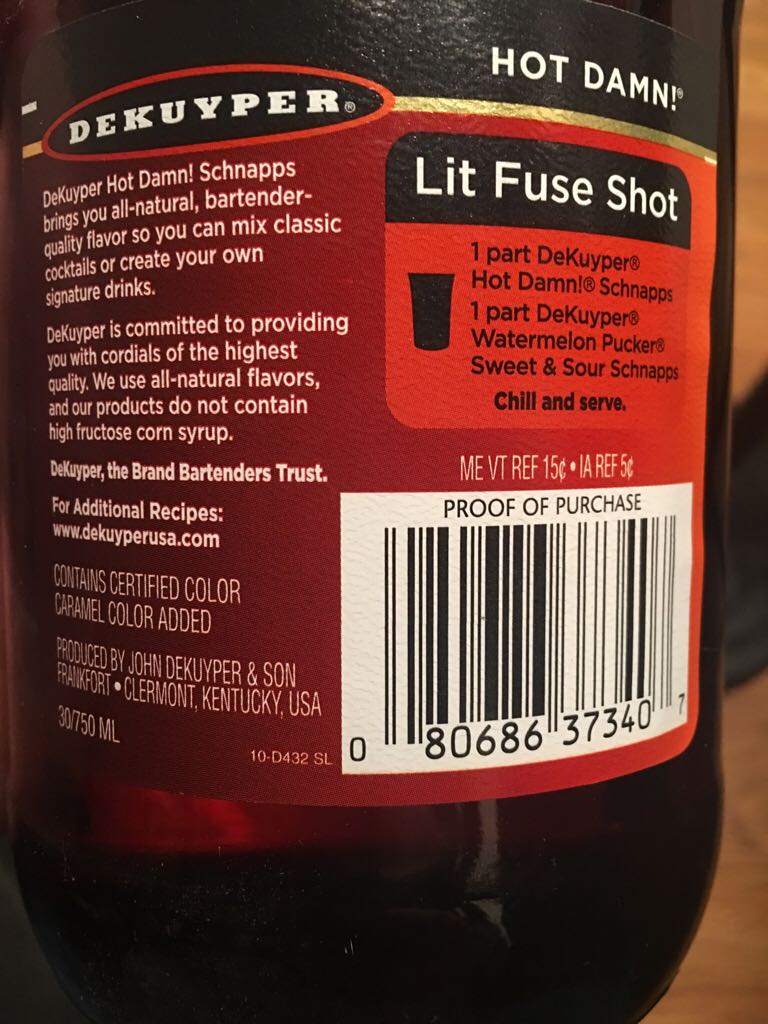 HOT DAMN!®
DEKUYPER®
DeKuyper Hot Damn! Schnapps
brings you all-natural, bartender-
quality flavor so you can mix classic
cocktails or create your own
signature drinks.
DeKuyper is committed to providing
you with cordials of the highest
quality. We use all-natural flavors,
and our products do not contain
high fructose corn syrup.
DeKuyper, the Brand Bartenders Trust.
For Additional Recipes:
www.dekuyperusa.com
CONTAINS CERTIFIED COLOR
CARAMEL COLOR ADDED
PRODUCED BY JOHN DEKUYPER & SON
FRANKFORT • CLERMONT, KENTUCKY, USA
30/750 ML
10-D432 SL
Lit Fuse Shot
1 part DeKuyper®
Hot Damn!® Schnapps
1 part DeKuyper®
Watermelon Pucker®
Sweet & Sour Schnapps
Chill and serve.
ME VT REF 15¢ • IA REF 5¢
PROOF OF PURCHASE
0 80686 37340 7